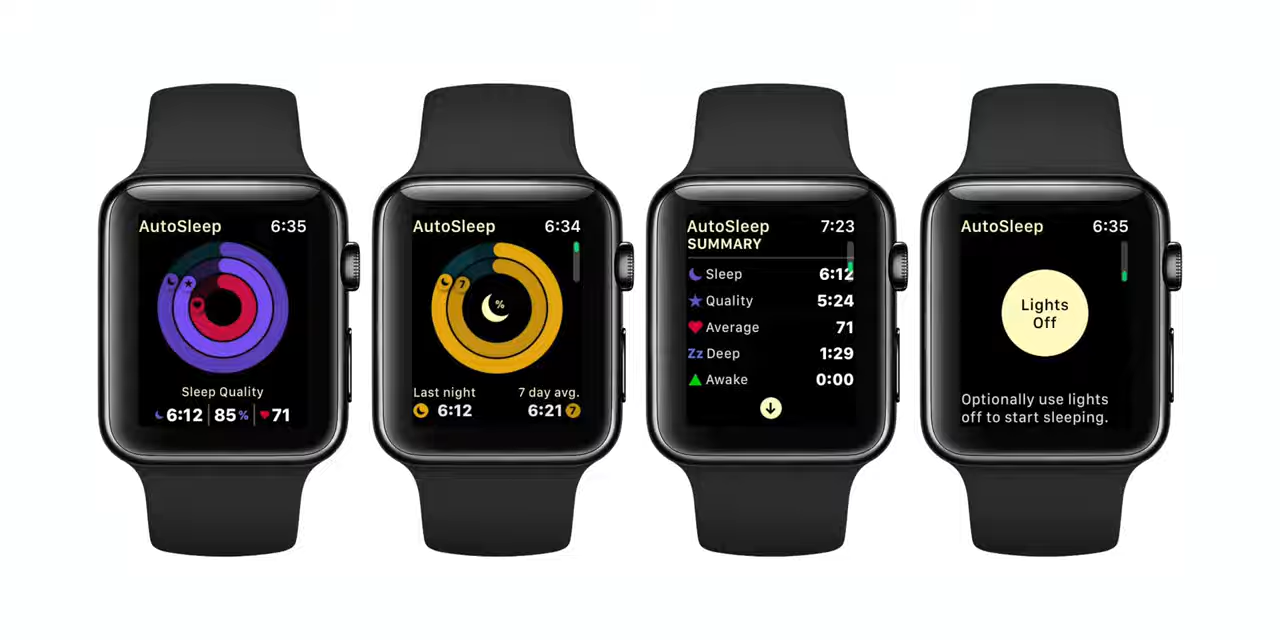 AutoSleep 6:35
Sleep Quality
6:12 85% 71
AutoSleep 6:34
7
%
Last night 7 day avg.
6:12 6:21 7
AutoSleep 7:23
SUMMARY
Sleep 6:12
Quality 5:24
Average 71
Zz Deep 1:29
Awake 0:00
AutoSleep 6:35
Lights
Off
Optionally use lights
off to start sleeping.